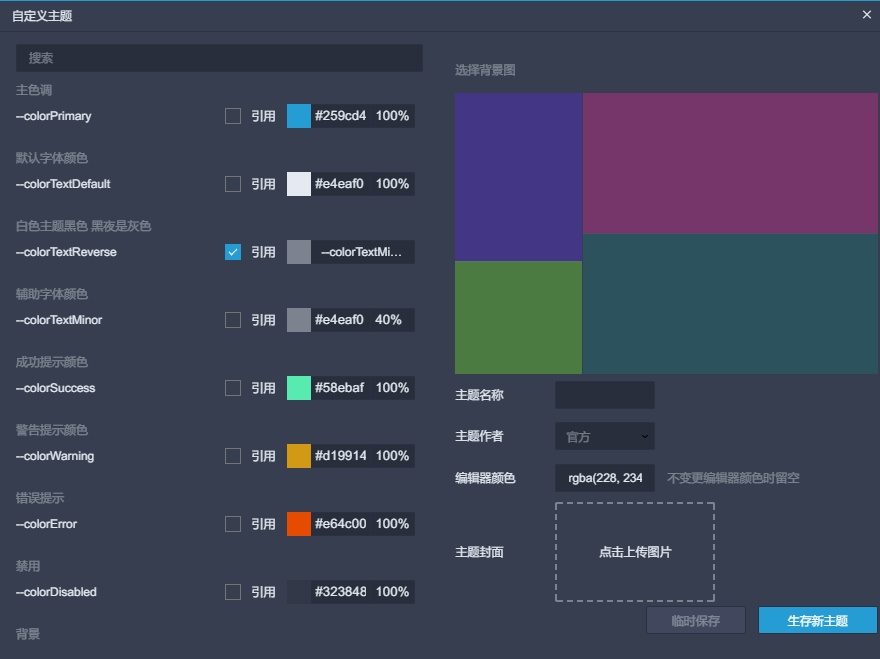 自定义主题
搜索
主色调
--colorPrimary 引用 #259cd4 100%
默认字体颜色
--colorTextDefault 引用 #e4eaf0 100%
白色主题黑色 黑夜是灰色
--colorTextReverse 引用 --colorTextMi...
辅助字体颜色
--colorTextMinor 引用 #e4eaf0 40%
成功提示颜色
--colorSuccess 引用 #58ebaf 100%
警告提示颜色
--colorWarning 引用 #d19914 100%
错误提示
--colorError 引用 #e64c00 100%
禁用
--colorDisabled 引用 #323848 100%
背景
选择背景图
主题名称
主题作者 官方
编辑器颜色 rgba(228, 234 不变更编辑器颜色时留空
主题封面 点击上传图片
临时保存 生存新主题